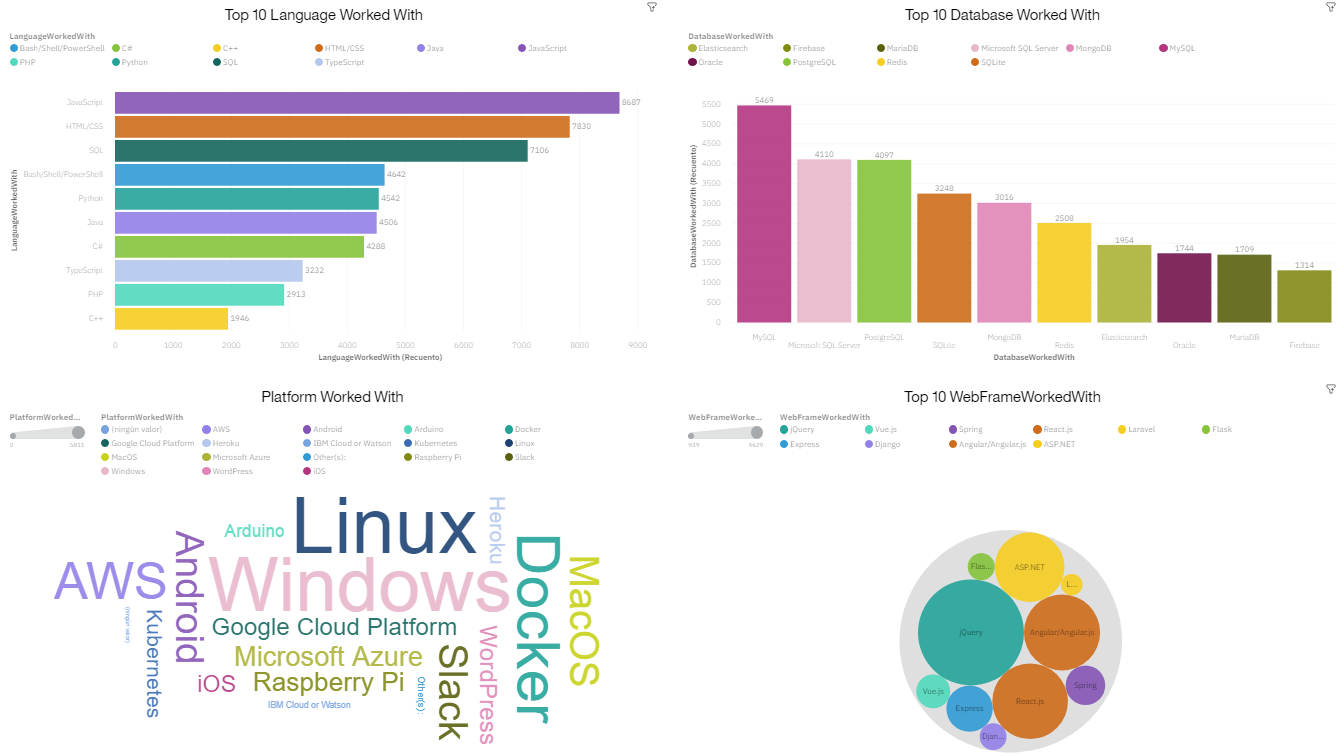 Top 10 Language Worked With
LanguageWorkedWith
Bash/Shell/PowerShell C# C++ HTML/CSS Java JavaScript
PHP Python SQL TypeScript
LanguageWorkedWith
JavaScript 8687
HTML/CSS 7830
SQL 7106
Bash/Shell/PowerShell 4642
Python 4542
Java 4506
C# 4288
TypeScript 3232
PHP 2913
C++ 1946
0 1000 2000 3000 4000 5000 6000 7000 8000 9000
LanguageWorkedWith (Recuento)
Top 10 Database Worked With
DatabaseWorkedWith
Elasticsearch Firebase MariaDB Microsoft SQL Server MongoDB MySQL
Oracle PostgreSQL Redis SQLite
DatabaseWorkedWith (Recuento)
5500
5000
4500
4000
3500
3000
2500
2000
1500
1000
500
0
5469 4110 4097 3248 3016 2508 1954 1744 1709 1314
MySQL Microsoft SQL Server PostgreSQL SQLite MongoDB Redis Elasticsearch Oracle MariaDB Firebase
DatabaseWorkedWith
Platform Worked With
PlatformWorked...
0 5811
PlatformWorkedWith
(ningún valor) AWS Android Arduino Docker
Google Cloud Platform Heroku IBM Cloud or Watson Kubernetes Linux
MacOS Microsoft Azure Other(s): Raspberry Pi Slack
Windows WordPress iOS
Linux
Heroku
Arduino
Android
Docker
MacOS
AWS
Windows
(ningún valor)
Kubernetes
Google Cloud Platform
WordPress
Microsoft Azure
Slack
iOS
Raspberry Pi
Other(s):
IBM Cloud or Watson
Top 10 WebFrameWorkedWith
WebFrameWorke...
939 4629
WebFrameWorkedWith
jQuery Vue.js Spring React.js Laravel Flask
Express Django Angular/Angular.js ASP.NET
Flas...
ASP.NET
L...
jQuery
Angular/Angular.js
Vue.js
Spring
React.js
Express
Djan...